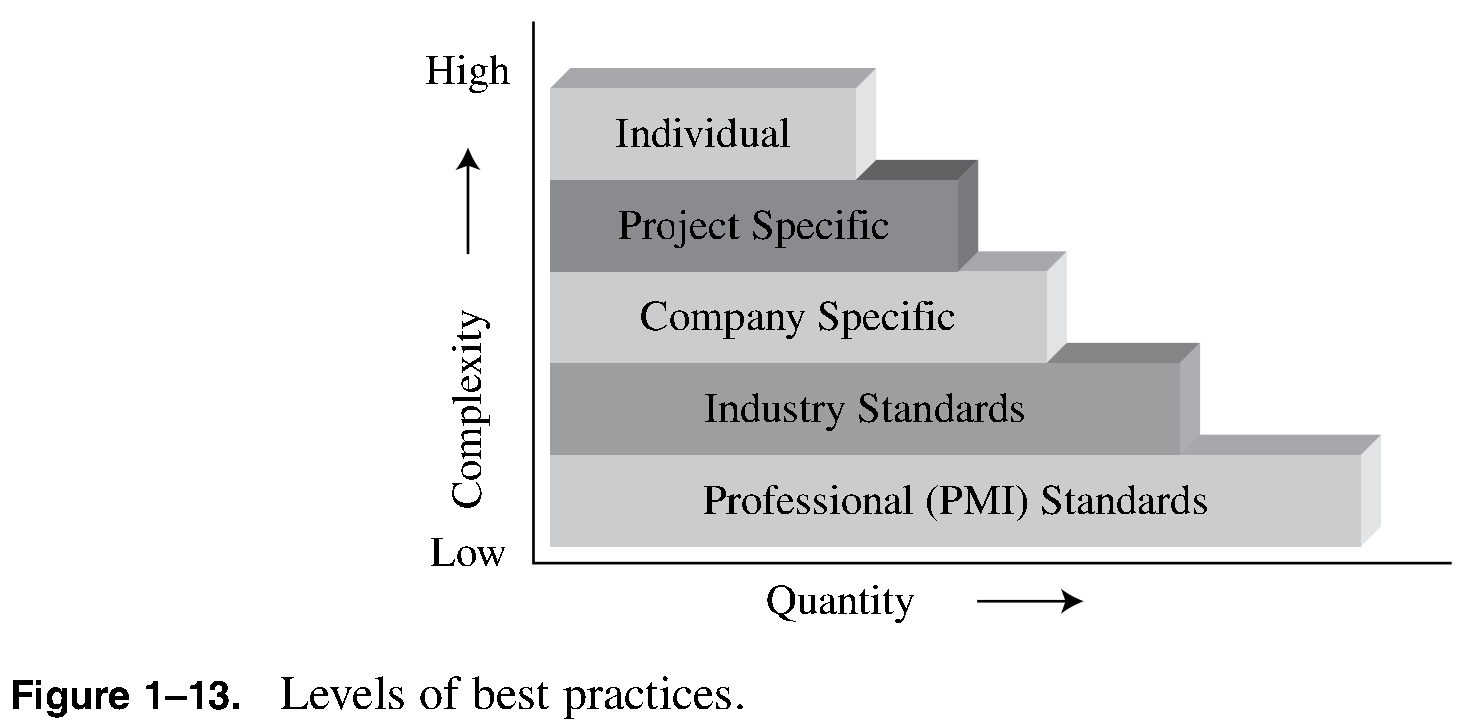 High
Individual
Project Specific
Company Specific
Industry Standards
Professional (PMI) Standards
Complexity
Low
Quantity
Figure 1–13. Levels of best practices.